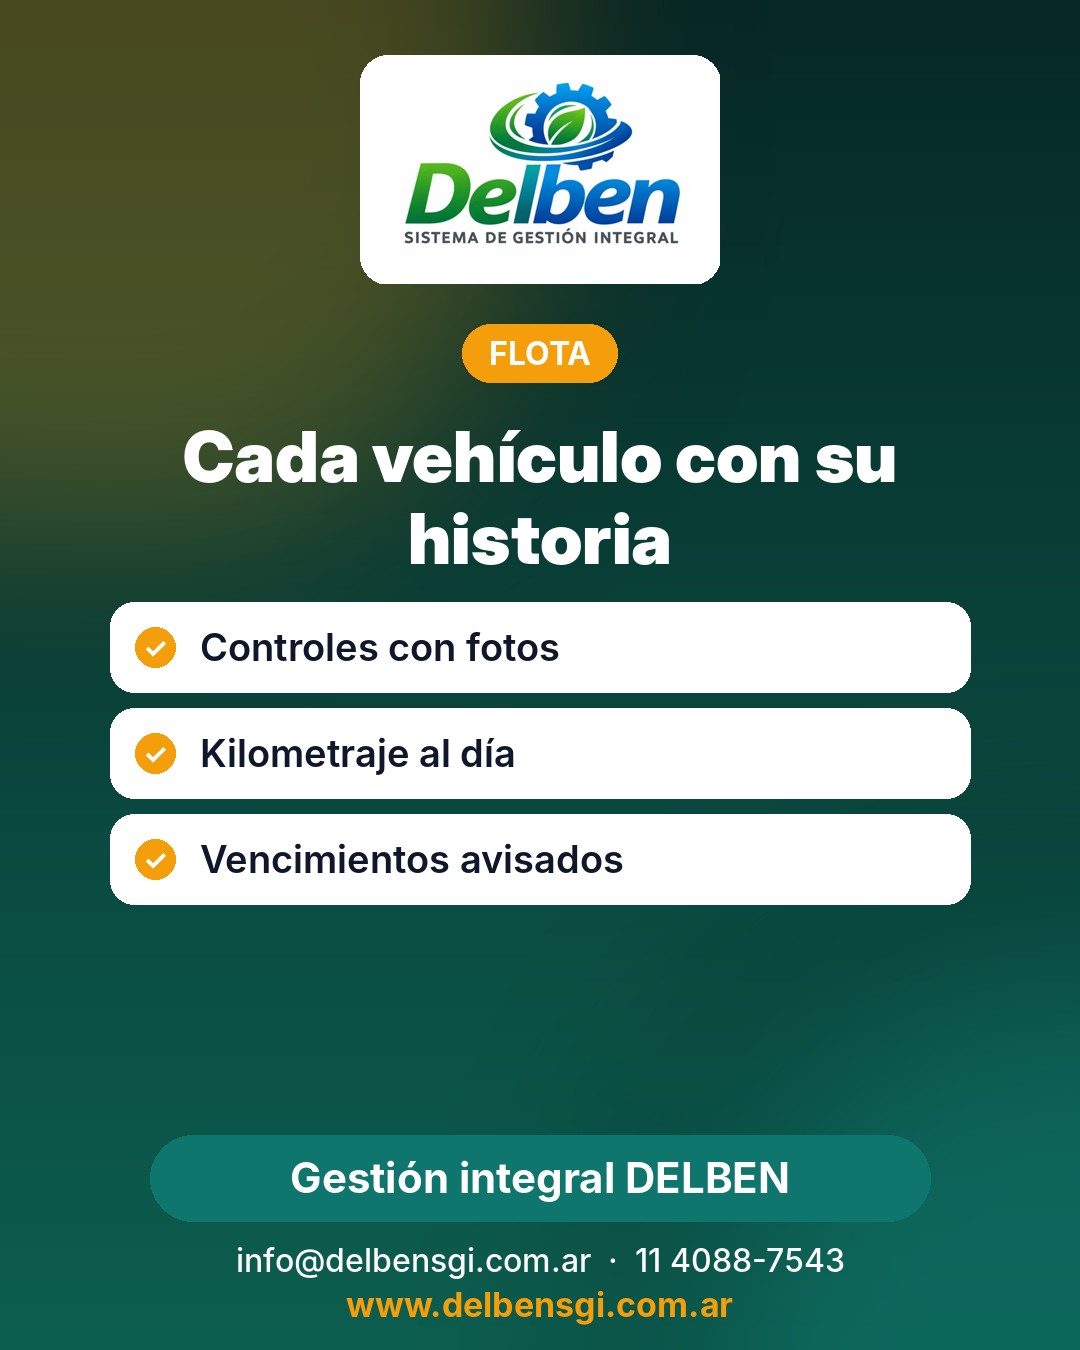 Delben
SISTEMA DE GESTIÓN INTEGRAL
FLOTA
Cada vehículo con su
historia
Controles con fotos
Kilometraje al día
Vencimientos avisados
Gestión integral DELBEN
info@delbensgi.com.ar · 11 4088-7543
www.delbensgi.com.ar